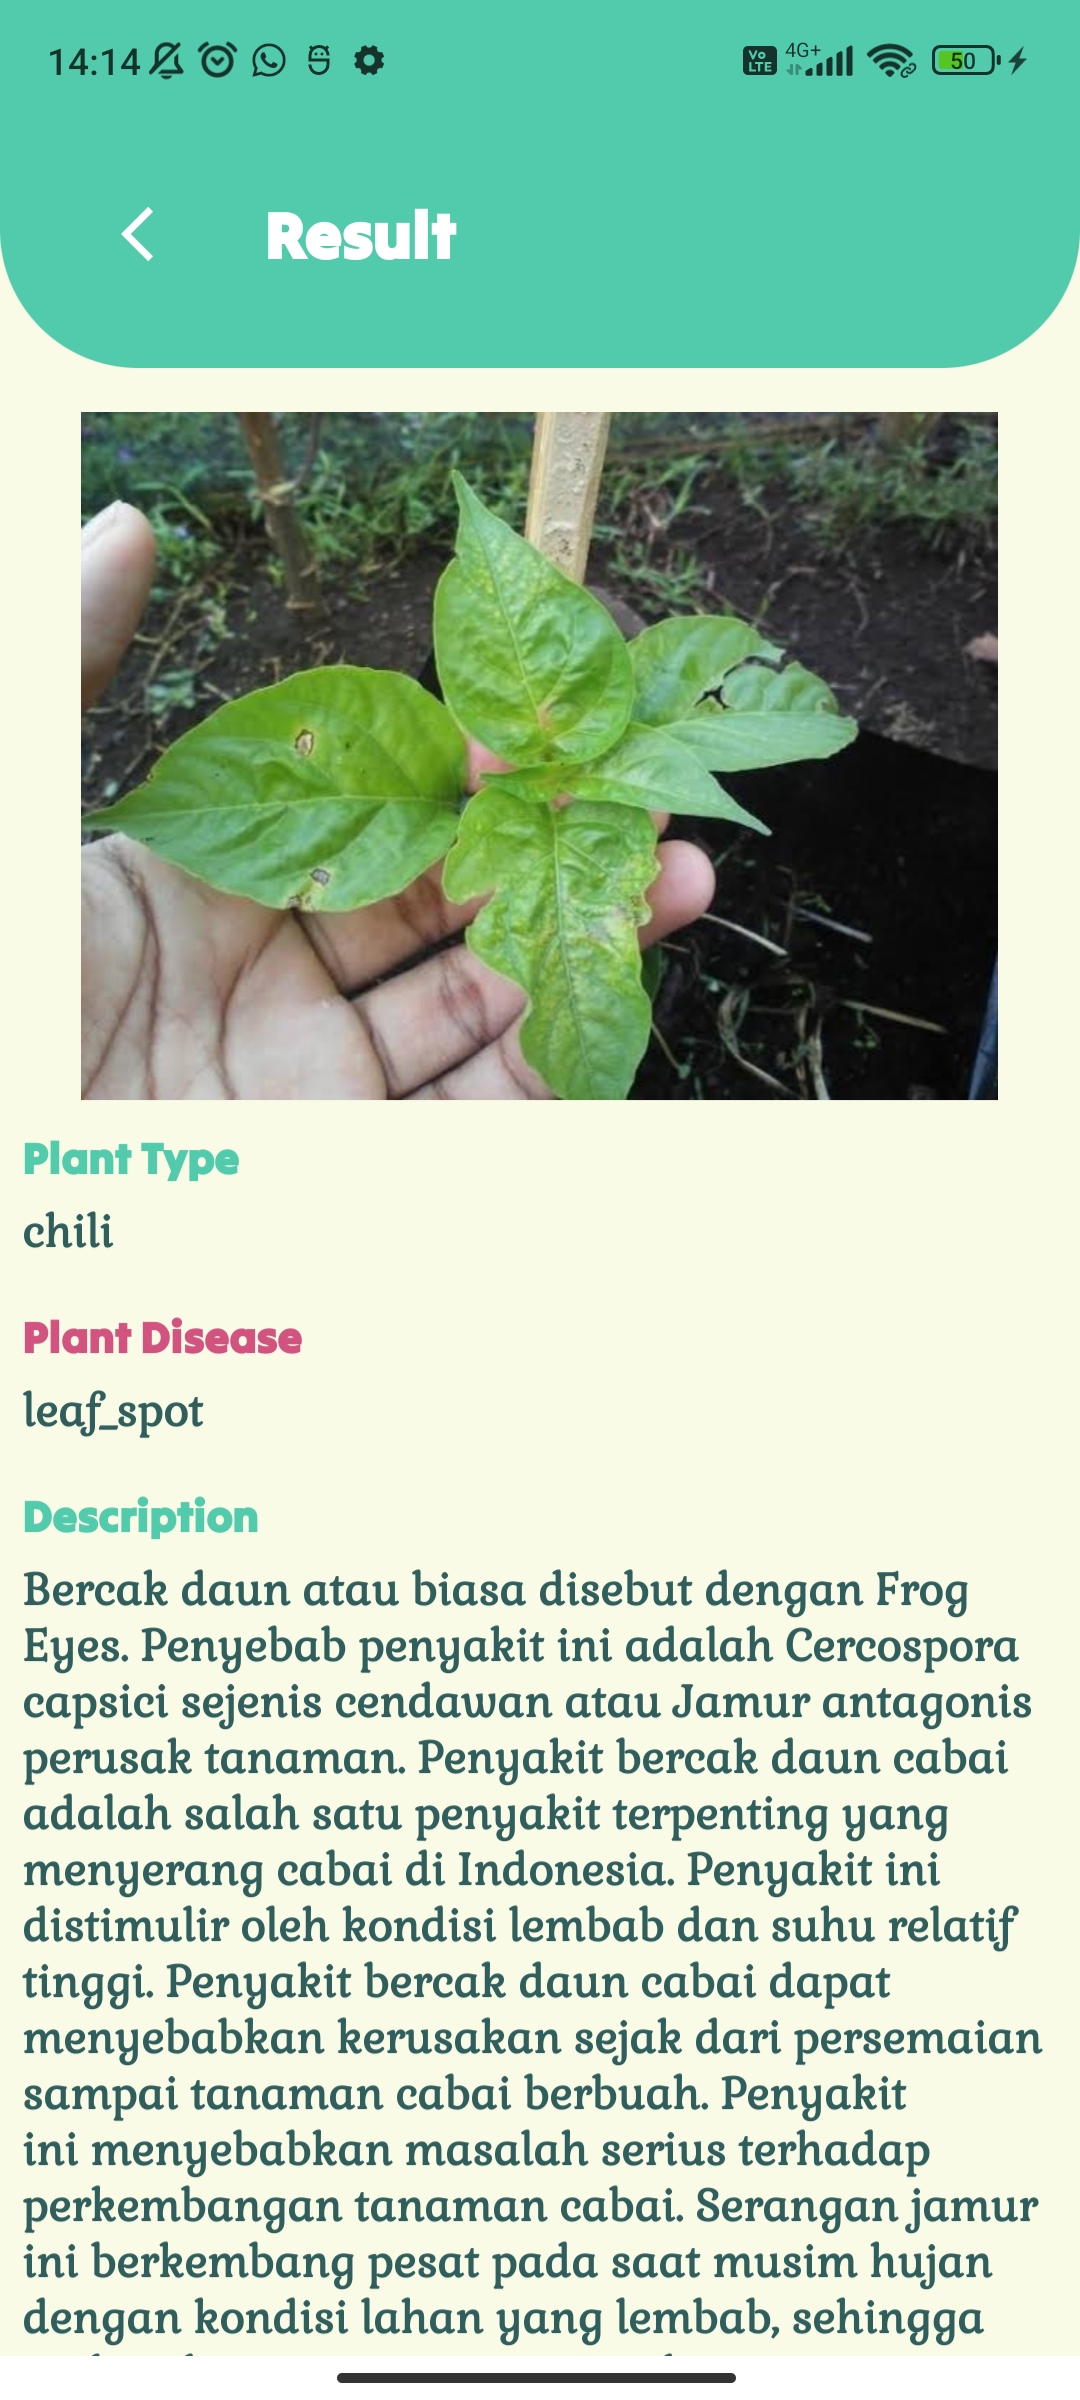 14:14
Vo LTE 4G+ 50
Result
Plant Type
chili
Plant Disease
leaf_spot
Description
Bercak daun atau biasa disebut dengan Frog
Eyes. Penyebab penyakit ini adalah Cercospora
capsici sejenis cendawan atau Jamur antagonis
perusak tanaman. Penyakit bercak daun cabai
adalah salah satu penyakit terpenting yang
menyerang cabai di Indonesia. Penyakit ini
distimulir oleh kondisi lembab dan suhu relatif
tinggi. Penyakit bercak daun cabai dapat
menyebabkan kerusakan sejak dari persemaian
sampai tanaman cabai berbuah. Penyakit
ini menyebabkan masalah serius terhadap
perkembangan tanaman cabai. Serangan jamur
ini berkembang pesat pada saat musim hujan
dengan kondisi lahan yang lembab, sehingga